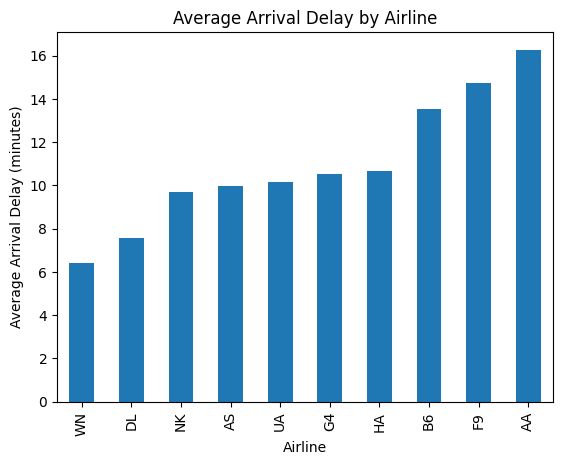 Average Arrival Delay by Airline
Average Arrival Delay (minutes)
16
14
12
10
8
6
4
2
0
WN DL NK AS UA G4 HA B6 F9 AA
Airline